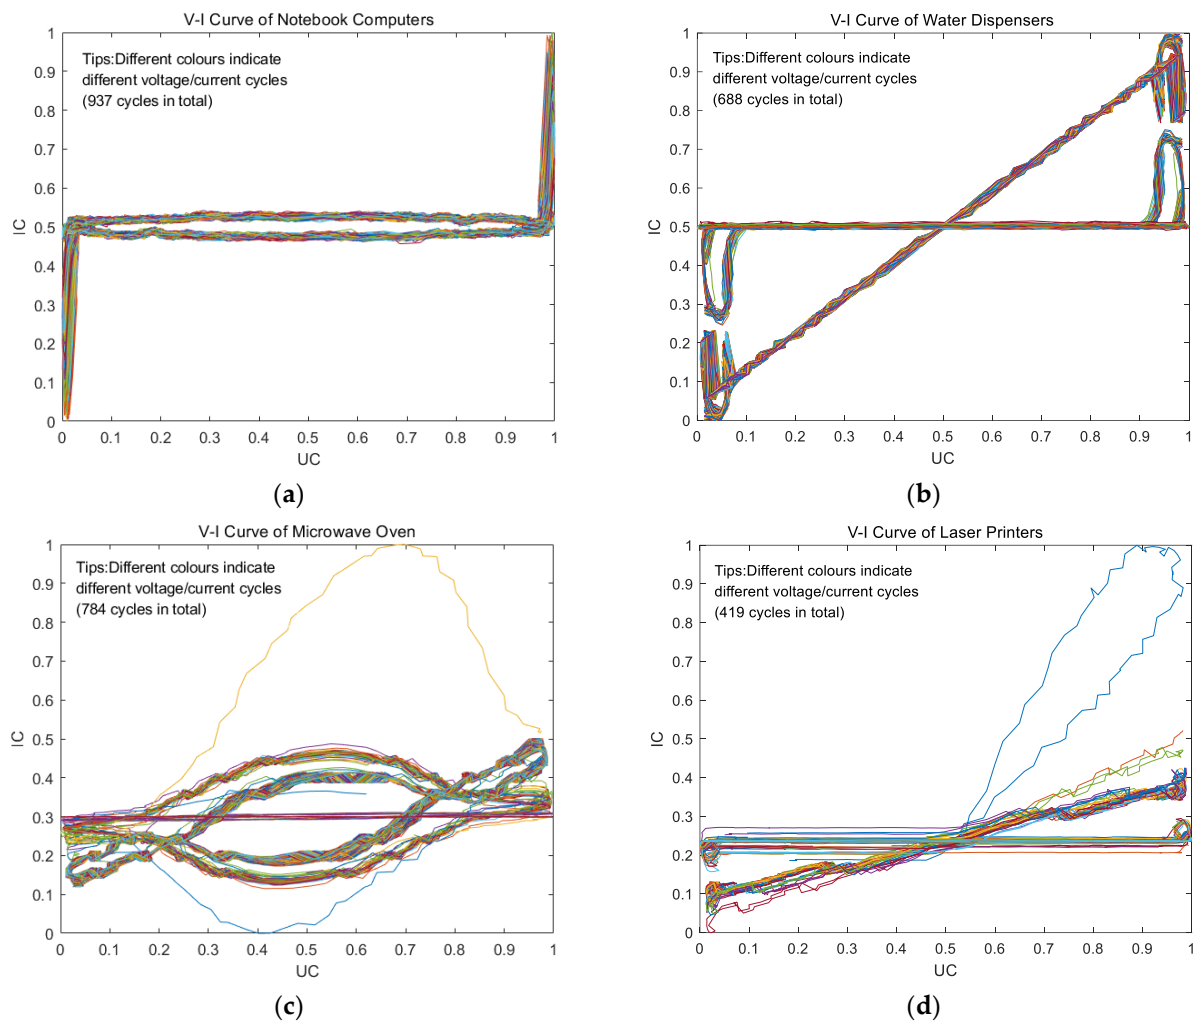 V-I Curve of Notebook Computers
Tips:Different colours indicate
different voltage/current cycles
(937 cycles in total)
1
0.9
0.8
0.7
0.6
0.5
0.4
0.3
0.2
0.1
0
IC
0 0.1 0.2 0.3 0.4 0.5 0.6 0.7 0.8 0.9 1
UC
(a)
V-I Curve of Water Dispensers
Tips:Different colours indicate
different voltage/current cycles
(688 cycles in total)
1
0.9
0.8
0.7
0.6
0.5
0.4
0.3
0.2
0.1
0
IC
0 0.1 0.2 0.3 0.4 0.5 0.6 0.7 0.8 0.9 1
UC
(b)
V-I Curve of Microwave Oven
Tips:Different colours indicate
different voltage/current cycles
(784 cycles in total)
1
0.9
0.8
0.7
0.6
0.5
0.4
0.3
0.2
0.1
0
IC
0 0.1 0.2 0.3 0.4 0.5 0.6 0.7 0.8 0.9 1
UC
(c)
V-I Curve of Laser Printers
Tips:Different colours indicate
different voltage/current cycles
(419 cycles in total)
1
0.9
0.8
0.7
0.6
0.5
0.4
0.3
0.2
0.1
0
IC
0 0.1 0.2 0.3 0.4 0.5 0.6 0.7 0.8 0.9 1
UC
(d)